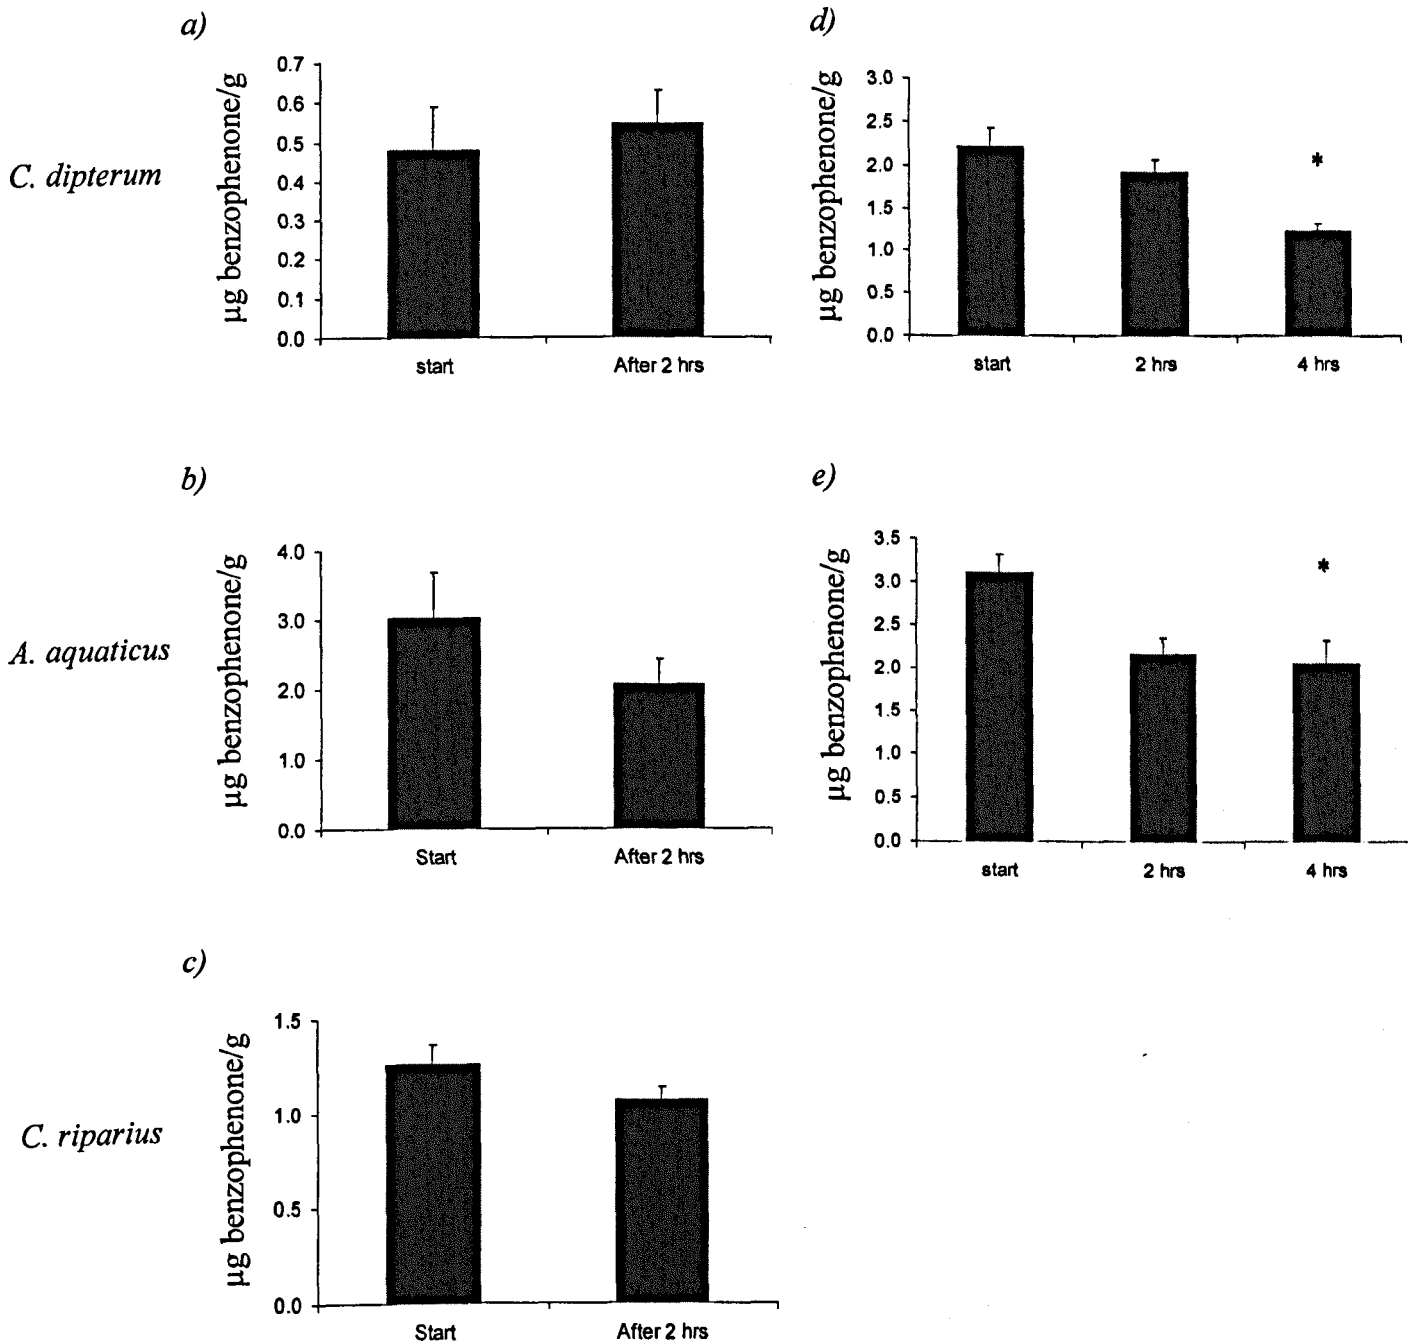 a)
µg benzophenone/g
0.7
0.6
0.5
0.4
0.3
0.2
0.1
0.0
start After 2 hrs
C. dipterum
d)
µg benzophenone/g
3.0
2.5
2.0
1.5
1.0
0.5
0.0
*
start 2 hrs 4 hrs
b)
µg benzophenone/g
4.0
3.0
2.0
1.0
0.0
Start After 2 hrs
A. aquaticus
e)
µg benzophenone/g
3.5
3.0
2.5
2.0
1.5
1.0
0.5
0.0
*
start 2 hrs 4 hrs
c)
µg benzophenone/g
1.5
1.0
0.5
0.0
Start After 2 hrs
C. riparius